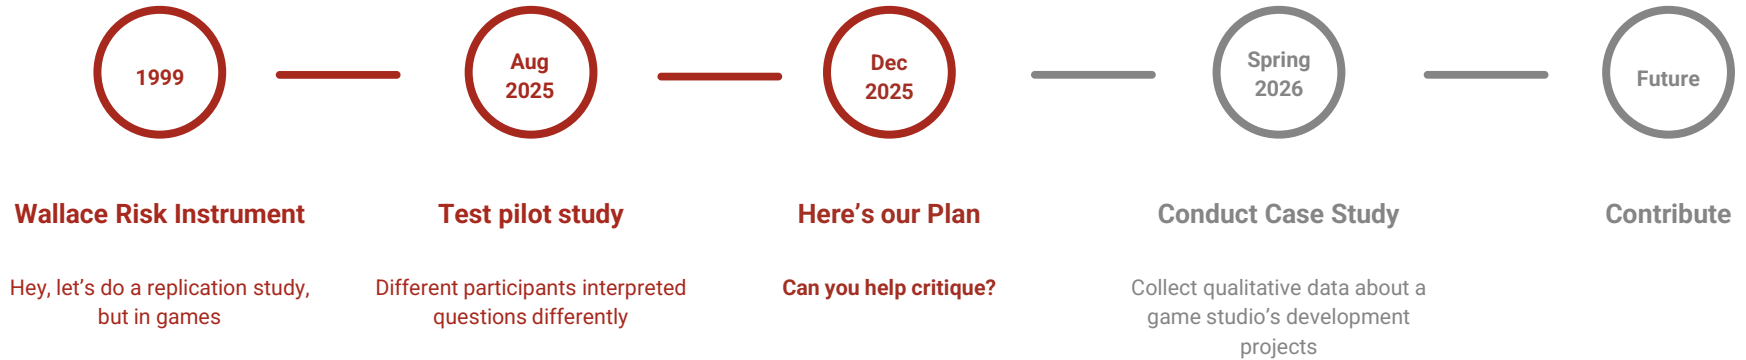 1999
Aug
2025
Dec
2025
Spring
2026
Future
Wallace Risk Instrument
Test pilot study
Here's our Plan
Conduct Case Study
Contribute
Hey, let's do a replication study,
but in games
Different participants interpreted
questions differently
Can you help critique?
Collect qualitative data about a
game studio's development
projects